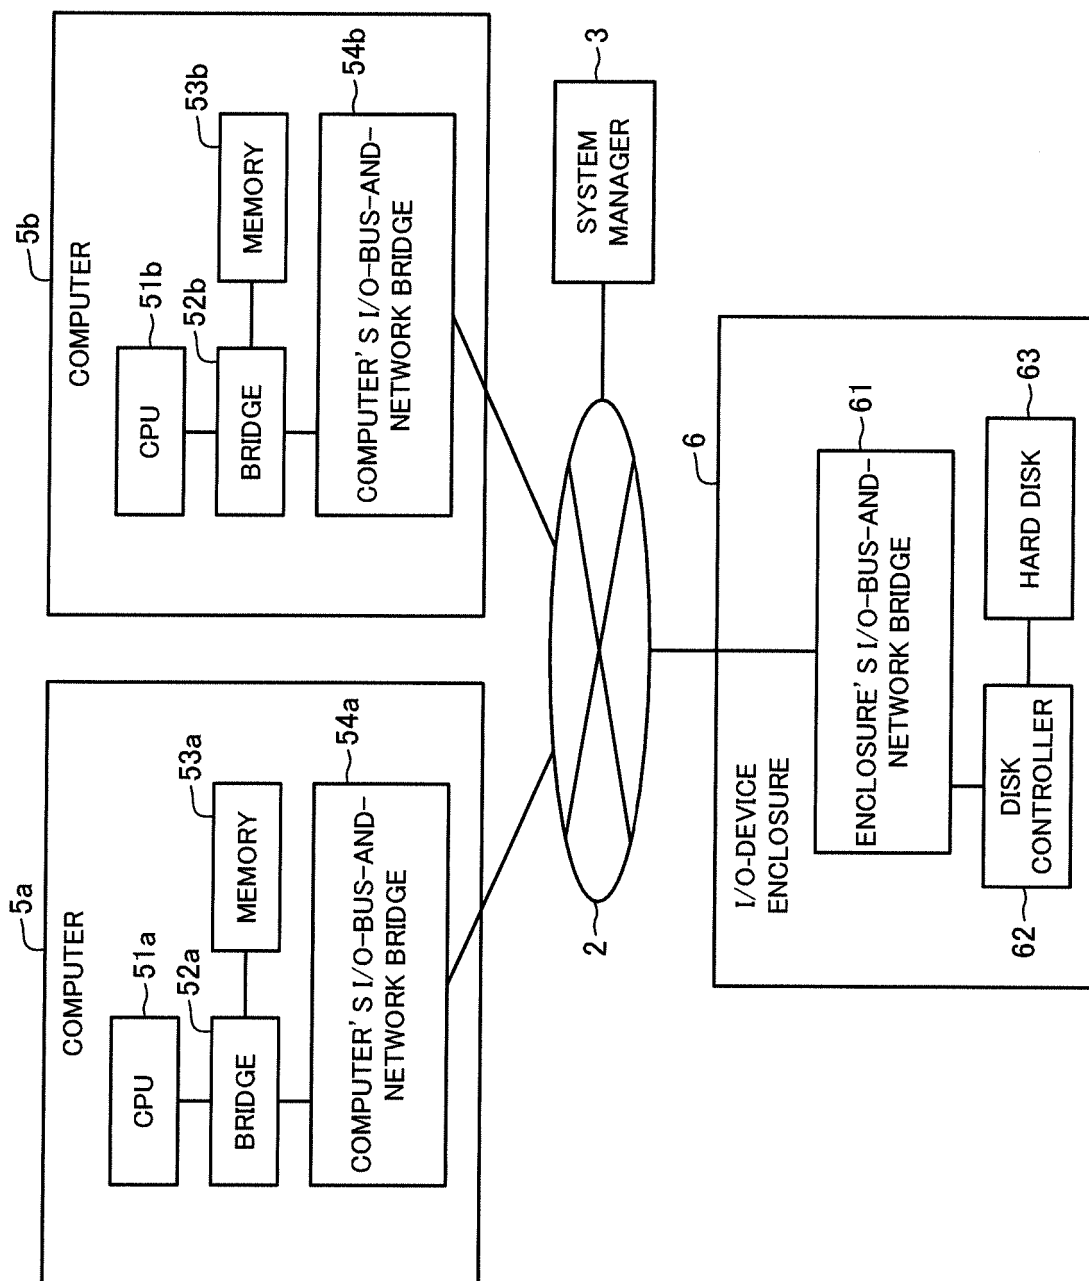 5a
COMPUTER
51a
CPU
52a
BRIDGE
53a
MEMORY
54a
COMPUTER'S I/O-BUS-AND-
NETWORK BRIDGE
5b
COMPUTER
51b
CPU
52b
BRIDGE
53b
MEMORY
54b
COMPUTER'S I/O-BUS-AND-
NETWORK BRIDGE
2
3
SYSTEM
MANAGER
6
I/O-DEVICE
ENCLOSURE
61
ENCLOSURE'S I/O-BUS-AND-
NETWORK BRIDGE
62
DISK
CONTROLLER
63
HARD DISK